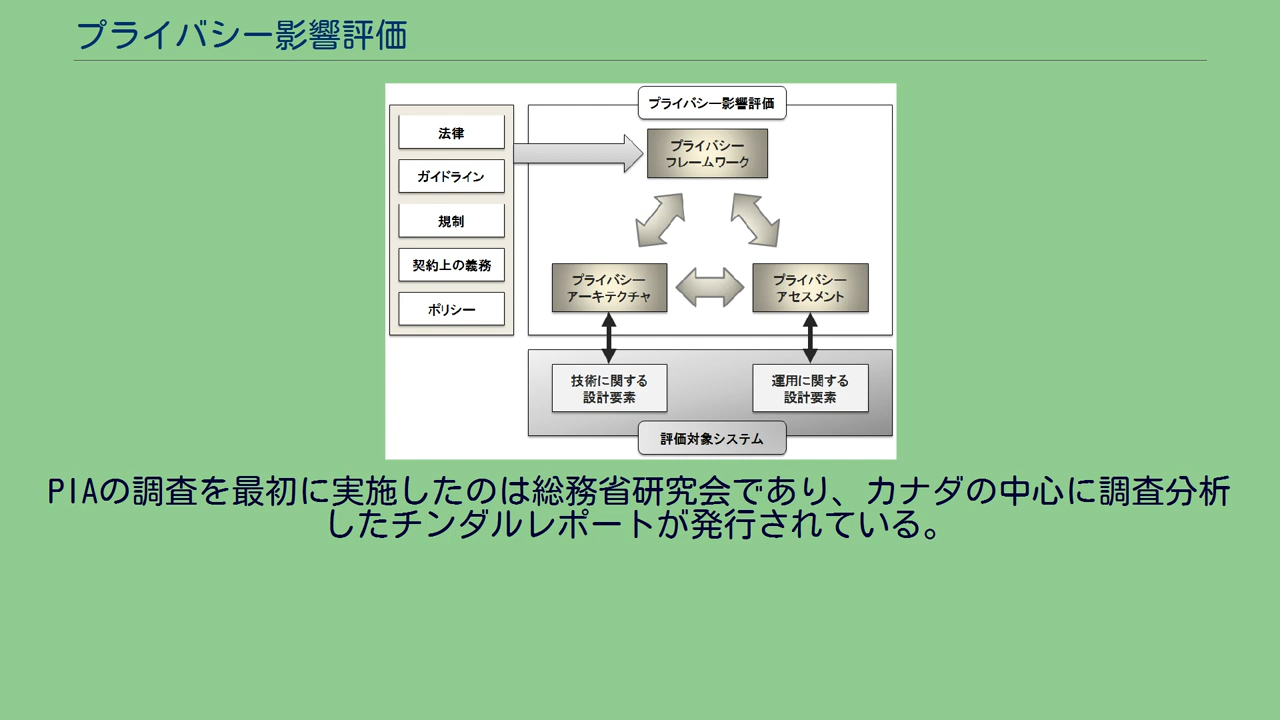 プライバシー影響評価
プライバシー影響評価
法律
ガイドライン
規制
契約上の義務
ポリシー
プライバシー
フレームワーク
プライバシー
アーキテクチャ
プライバシー
アセスメント
技術に関する
設計要素
運用に関する
設計要素
評価対象システム
PIAの調査を最初に実施したのは総務省研究会であり、カナダの中心に調査分析
したチンダルレポートが発行されている。